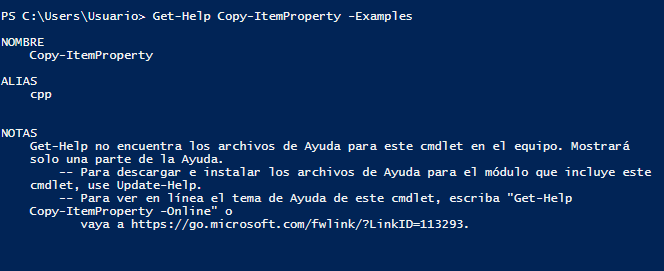 PS C:\Users\Usuario> Get-Help Copy-ItemProperty -Examples
NOMBRE
Copy-ItemProperty
ALIAS
cpp
NOTAS
Get-Help no encuentra los archivos de Ayuda para este cmdlet en el equipo. Mostrará
solo una parte de la Ayuda.
-- Para descargar e instalar los archivos de Ayuda para el módulo que incluye este
cmdlet, use Update-Help.
-- Para ver en línea el tema de Ayuda de este cmdlet, escriba "Get-Help
Copy-ItemProperty -Online" o
vaya a https://go.microsoft.com/fwlink/?LinkID=113293.